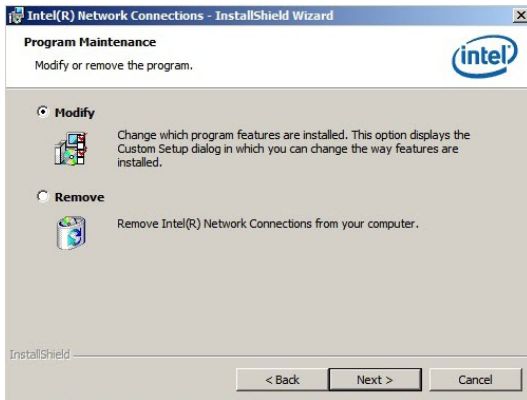 Intel(R) Network Connections - InstallShield Wizard
Program Maintenance
Modify or remove the program.
intel
Modify
Change which program features are installed. This option displays the
Custom Setup dialog in which you can change the way features are
installed.
Remove
Remove Intel(R) Network Connections from your computer.
InstallShield
< Back
Next >
Cancel